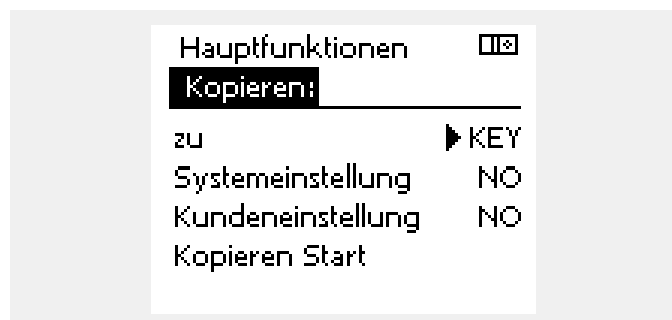 Hauptfunktionen
Kopieren:
zu KEY
Systemeinstellung NO
Kundeneinstellung NO
Kopieren Start